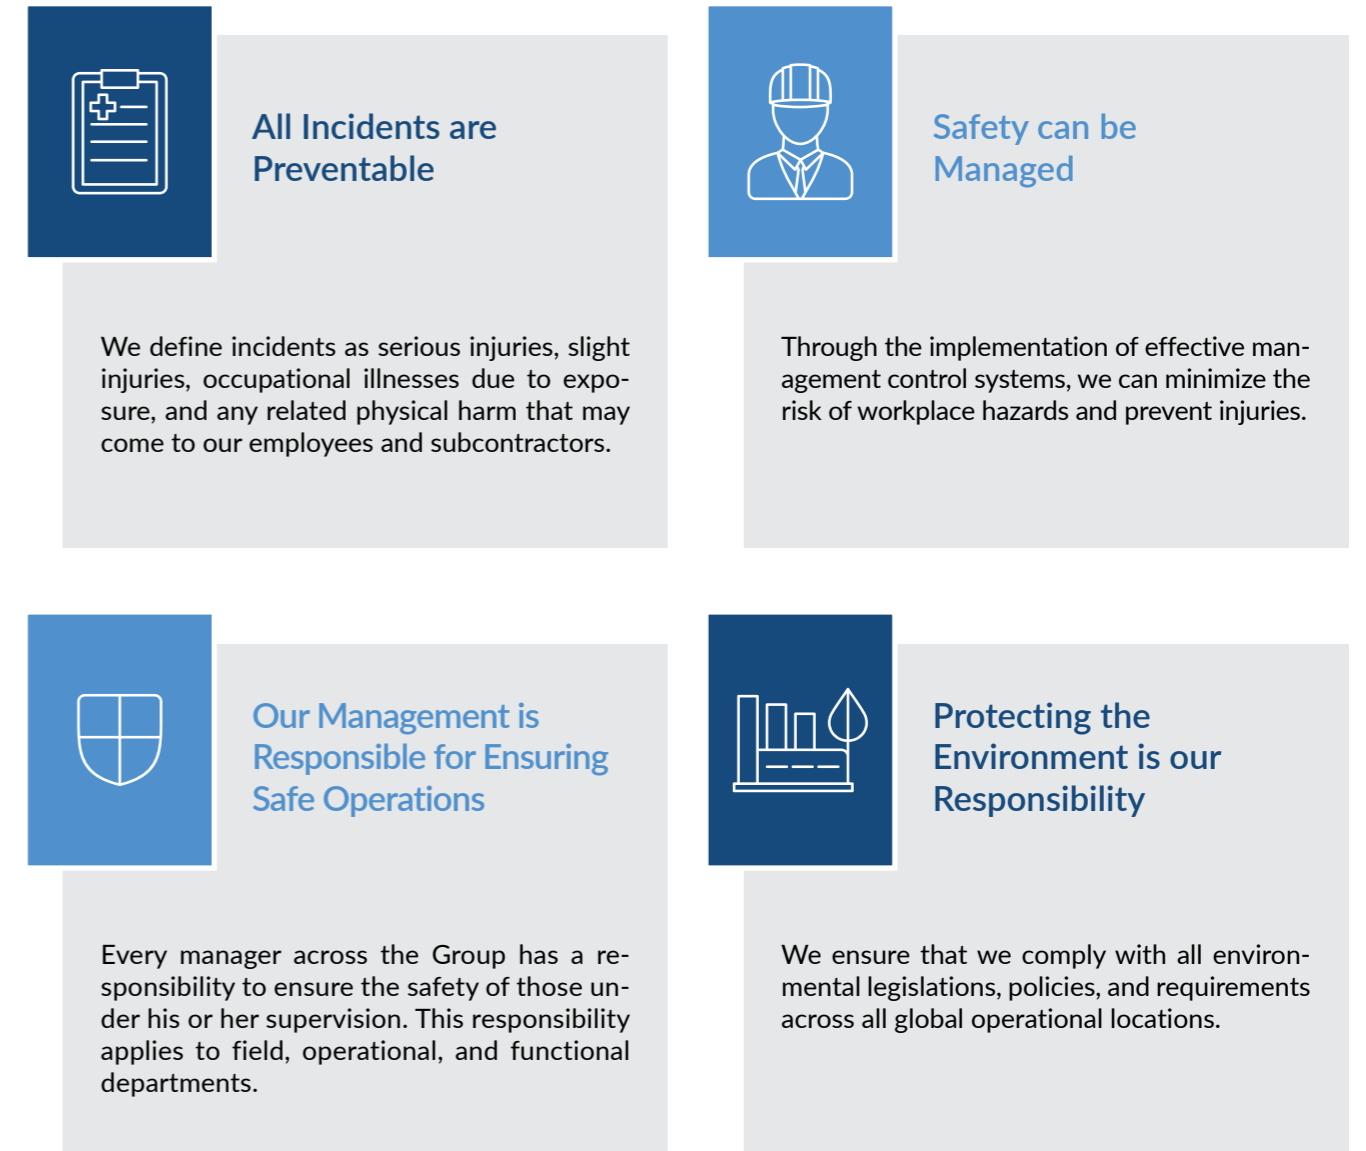 All Incidents are
Preventable
We define incidents as serious injuries, slight
injuries, occupational illnesses due to expo-
sure, and any related physical harm that may
come to our employees and subcontractors.
Safety can be
Managed
Through the implementation of effective man-
agement control systems, we can minimize the
risk of workplace hazards and prevent injuries.
Our Management is
Responsible for Ensuring
Safe Operations
Every manager across the Group has a re-
sponsibility to ensure the safety of those un-
der his or her supervision. This responsibility
applies to field, operational, and functional
departments.
Protecting the
Environment is our
Responsibility
We ensure that we comply with all environ-
mental legislations, policies, and requirements
across all global operational locations.